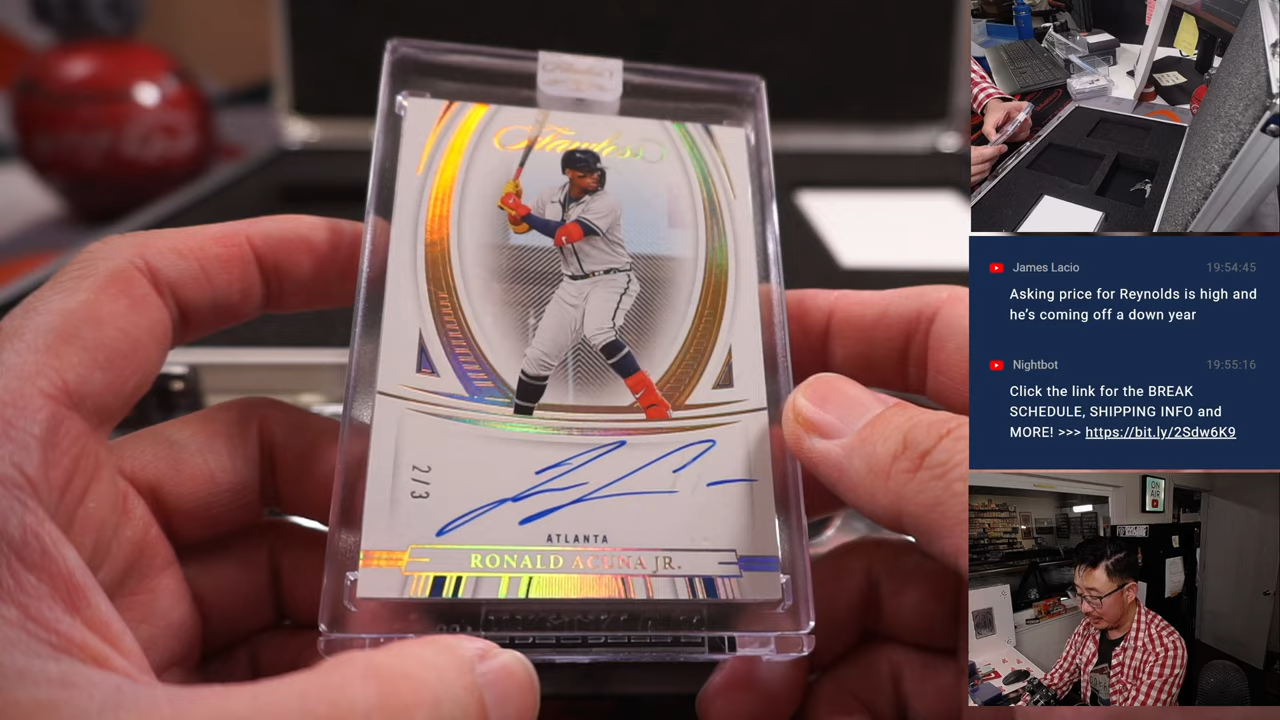 Flawless
2/3
ATLANTA
RONALD ACUÑA JR.
James Lacio
19:54:45
Asking price for Reynolds is high and
he's coming off a down year
Nightbot
19:55:16
Click the link for the BREAK
SCHEDULE, SHIPPING INFO and
MORE! >>> https://bit.ly/2Sdw6K9
ON
AIR